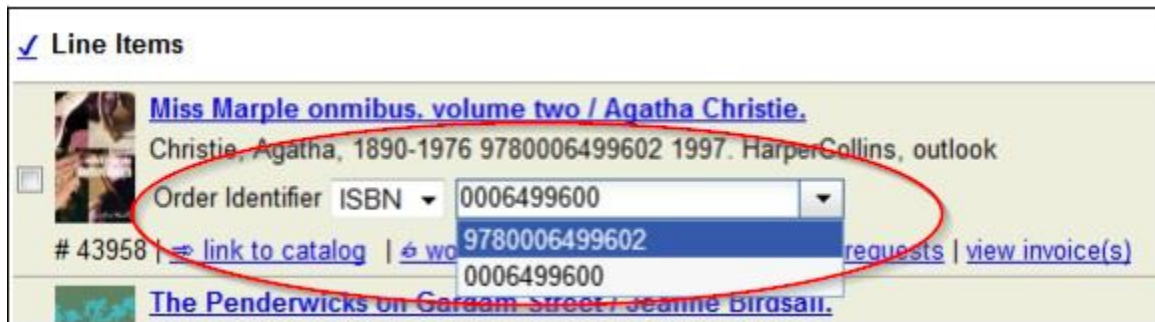 ✓ Line Items
Miss Marple onmibus. volume two / Agatha Christie.
Christie, Agatha, 1890-1976 9780006499602 1997. HarperCollins, outlook
Order Identifier ISBN 0006499600
9780006499602
# 43958 | ⇒ link to catalog | wo requests | view invoice(s)
0006499600
The Penderwicks on Gardam Street / Jeanne Birdsall.